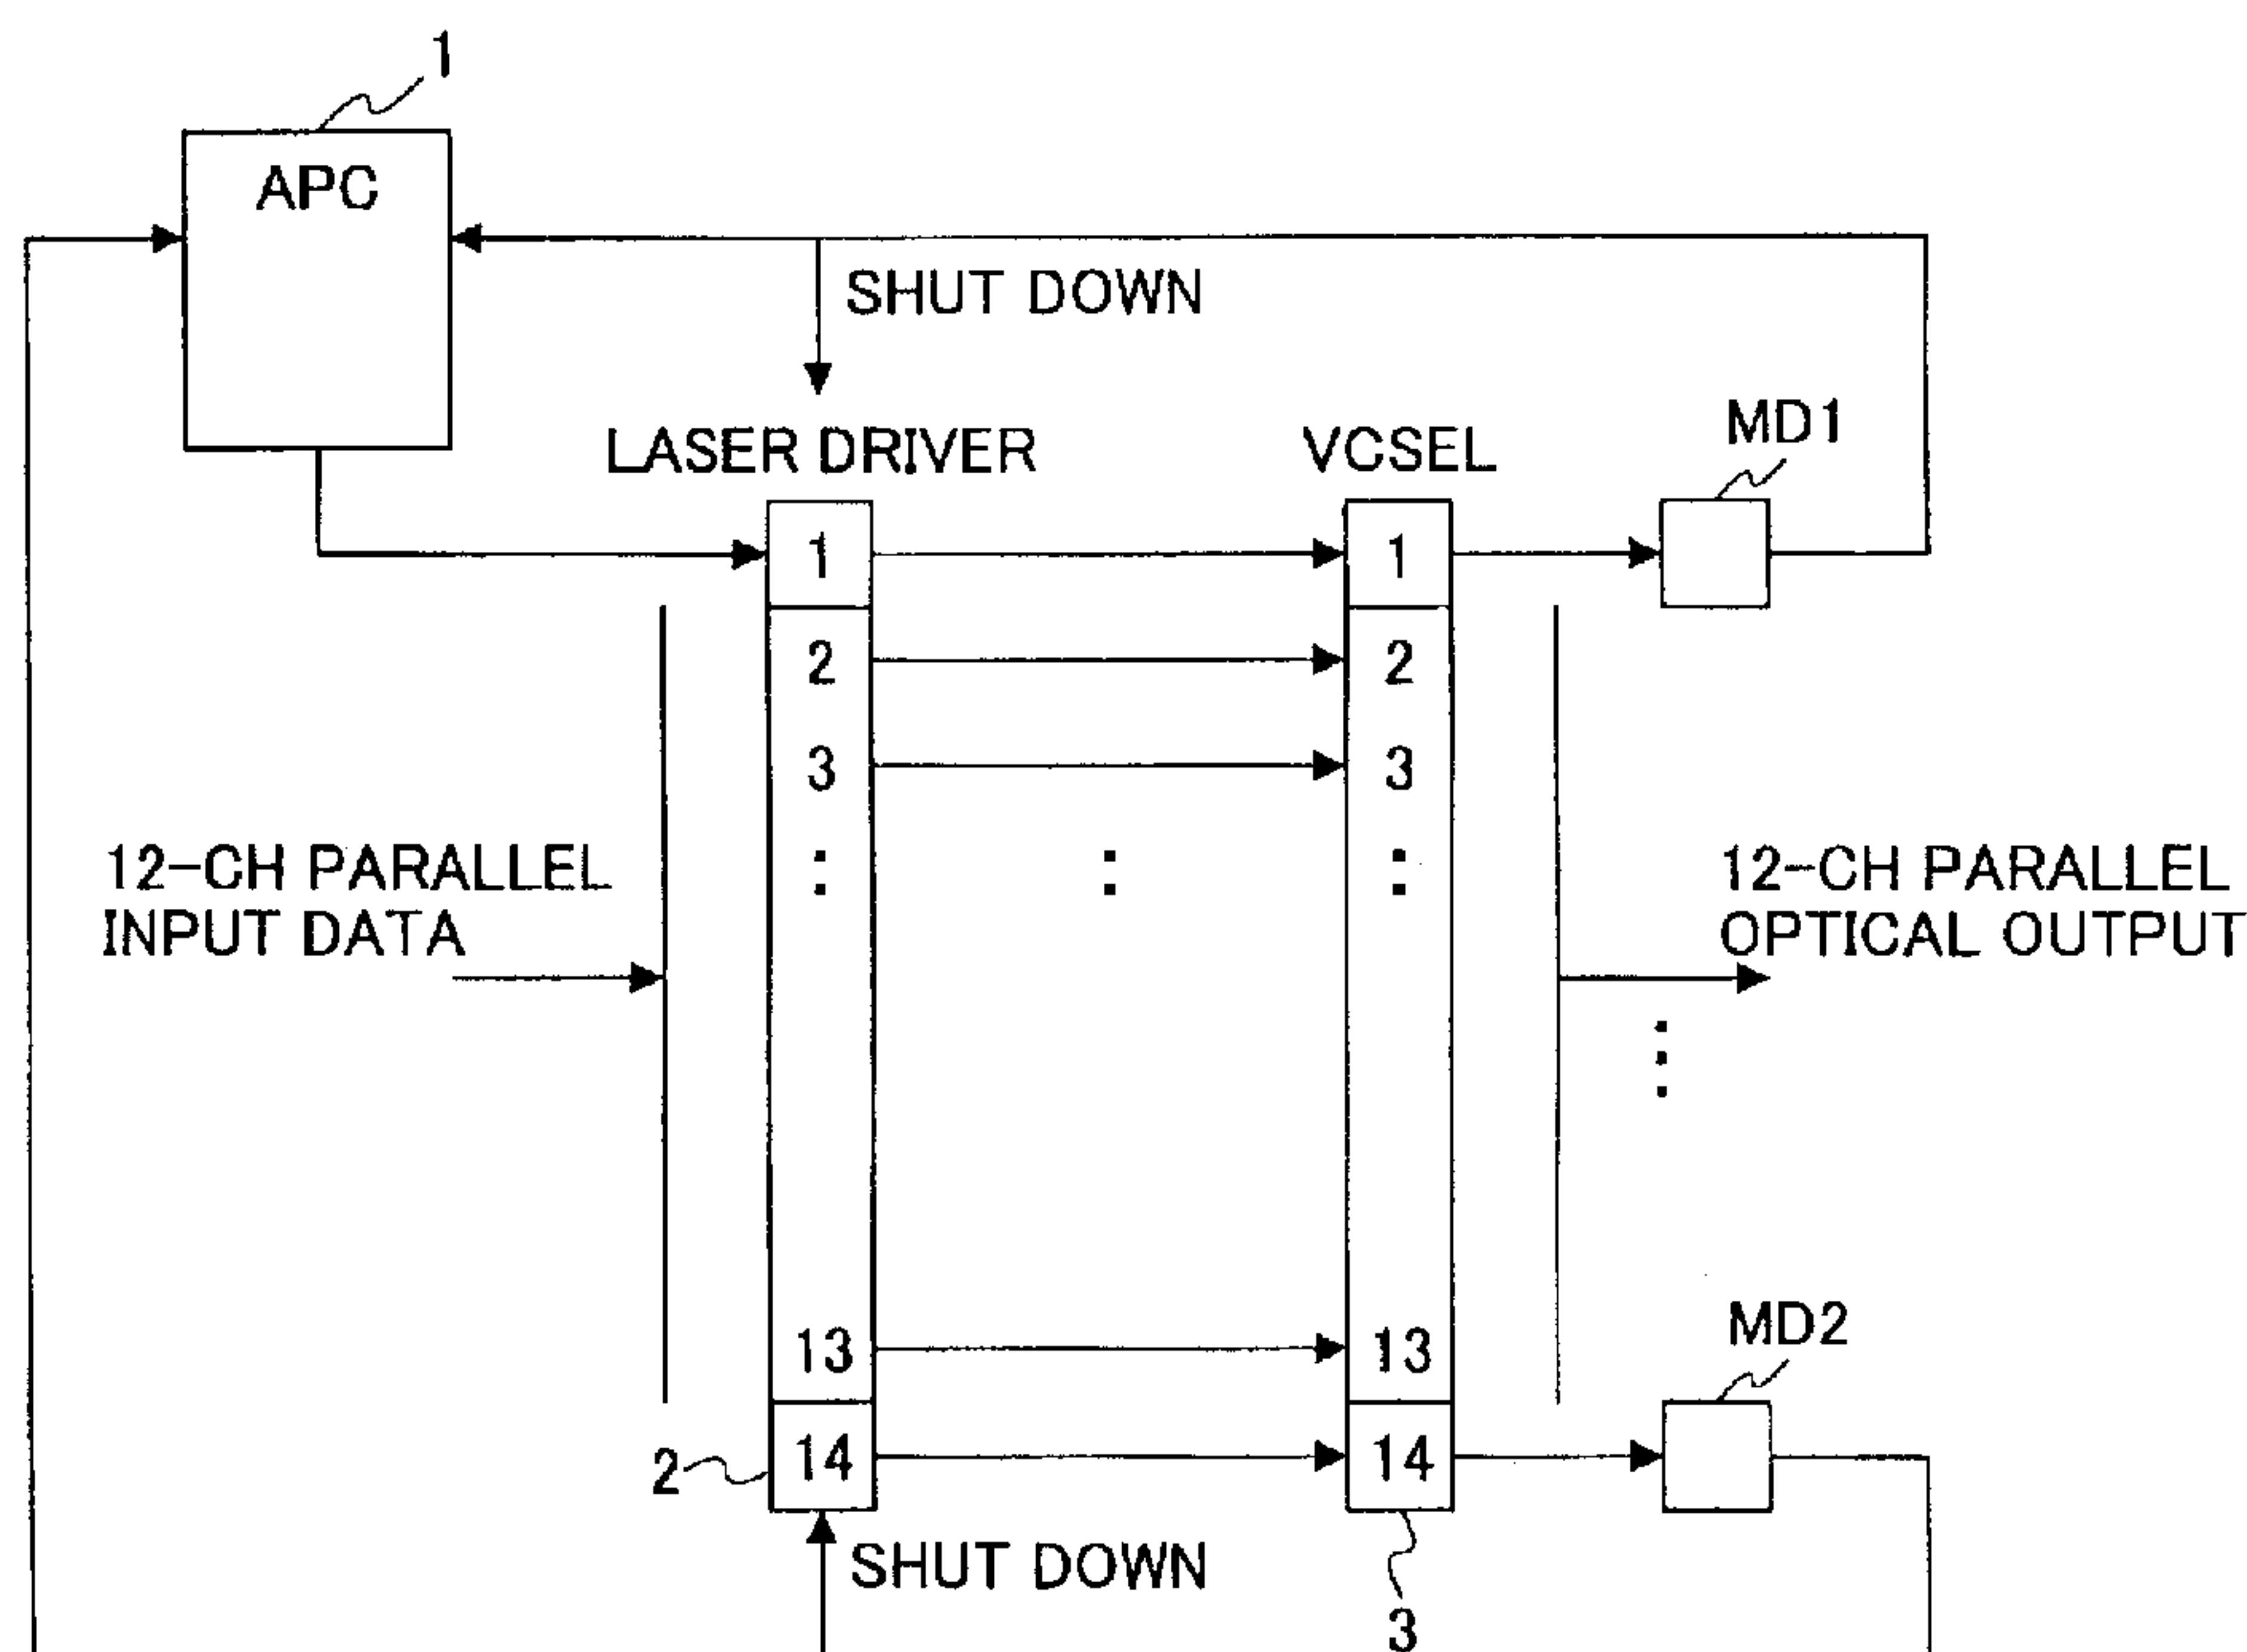 1
APC
SHUT DOWN
LASER DRIVER
VCSEL
MD1
1
1
2
2
3
3
:
:
:
12-CH PARALLEL
INPUT DATA
12-CH PARALLEL
OPTICAL OUTPUT
13
13
MD2
2
14
14
SHUT DOWN
3